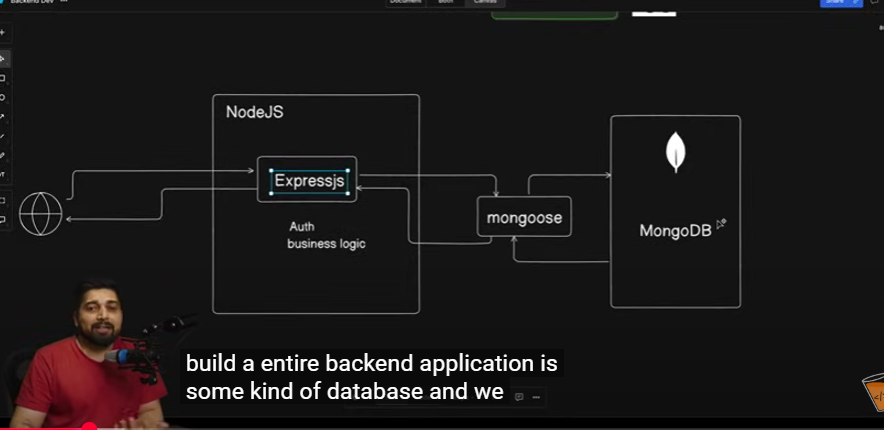 Backend Dev
Document Both Canvas
Share
NodeJS
Expressjs
mongoose
MongoDB
Auth
business logic
build a entire backend application is
some kind of database and we